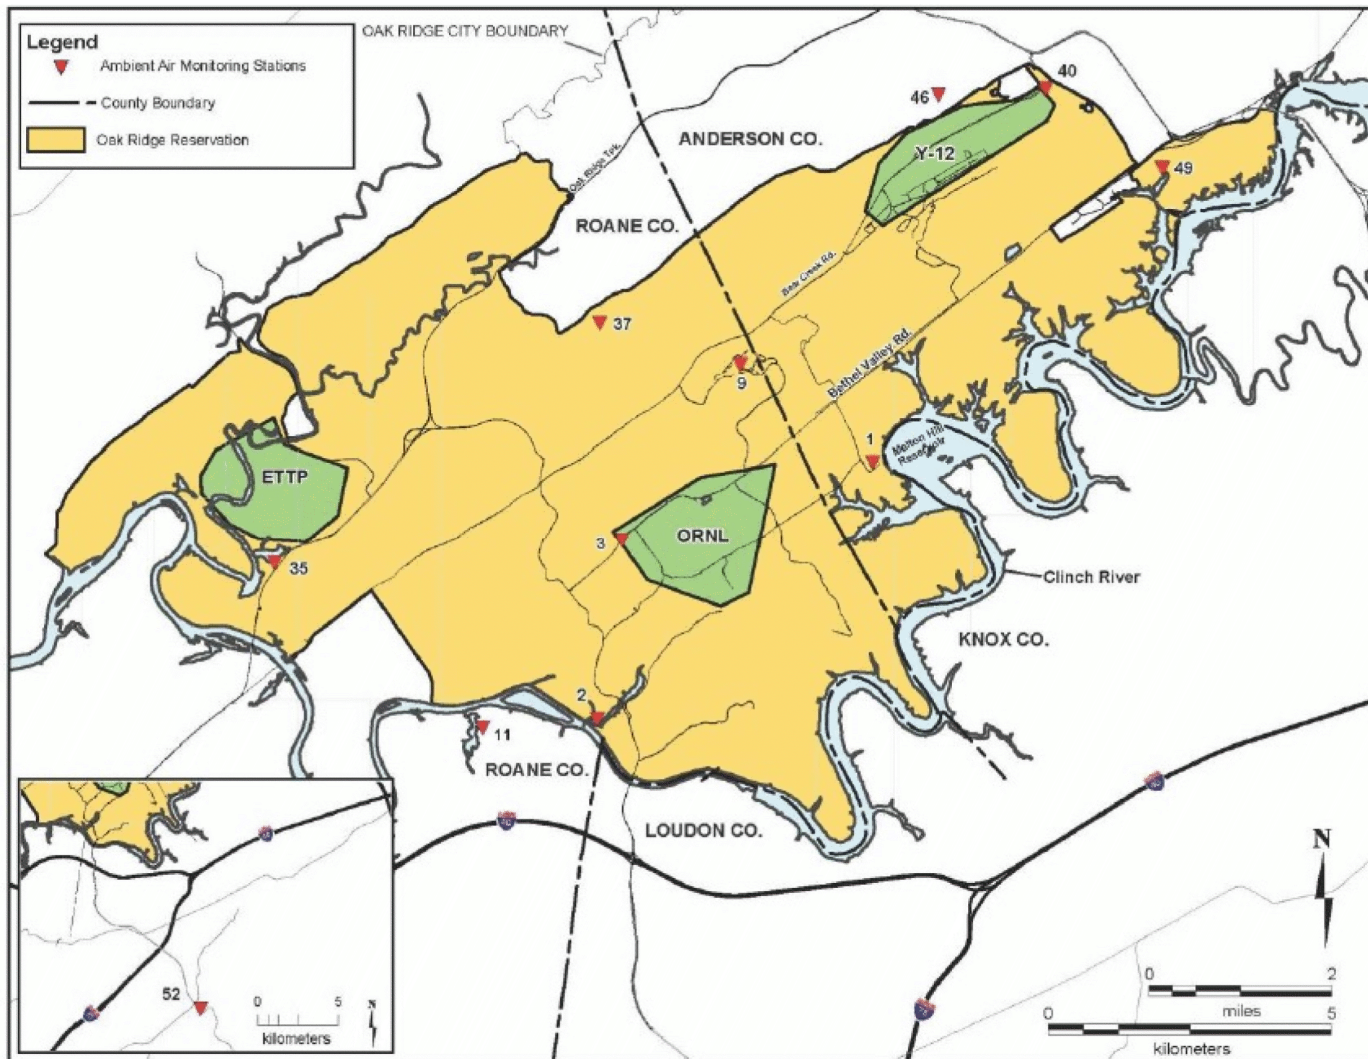 Legend
Ambient Air Monitoring Stations
County Boundary
Oak Ridge Reservation
OAK RIDGE CITY BOUNDARY
46
40
ANDERSON CO.
Y-12
49
Oak Ridge Tpk.
ROANE CO.
Bear Creek Rd.
37
Bethel Valley Rd.
9
1
Melton Hill
Reservoir
ETTP
ORNL
3
35
Clinch River
KNOX CO.
2
11
ROANE CO.
LOUDON CO.
N
0 2
miles
0 5
kilometers
52
0 5
kilometers
N